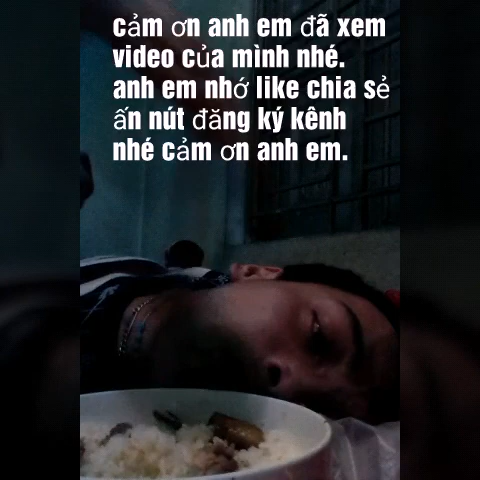 cảm ơn anh em đã xem
video của mình nhé.
anh em nhớ like chia sẻ
ấn nút đăng ký kênh
nhé cảm ơn anh em.